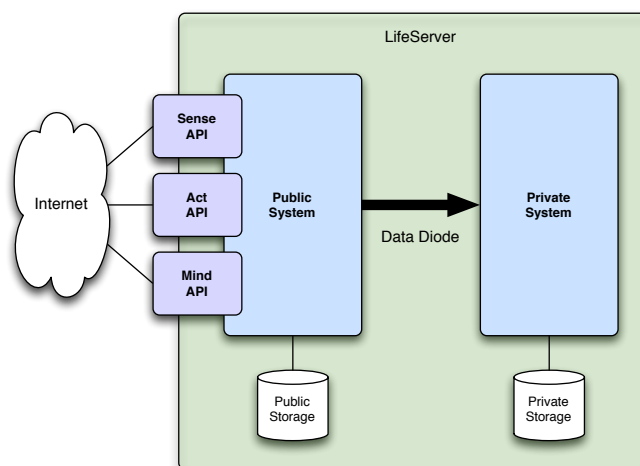 LifeServer
Sense
API
Internet
Act
API
Public
System
Data Diode
Private
System
Mind
API
Public
Storage
Private
Storage